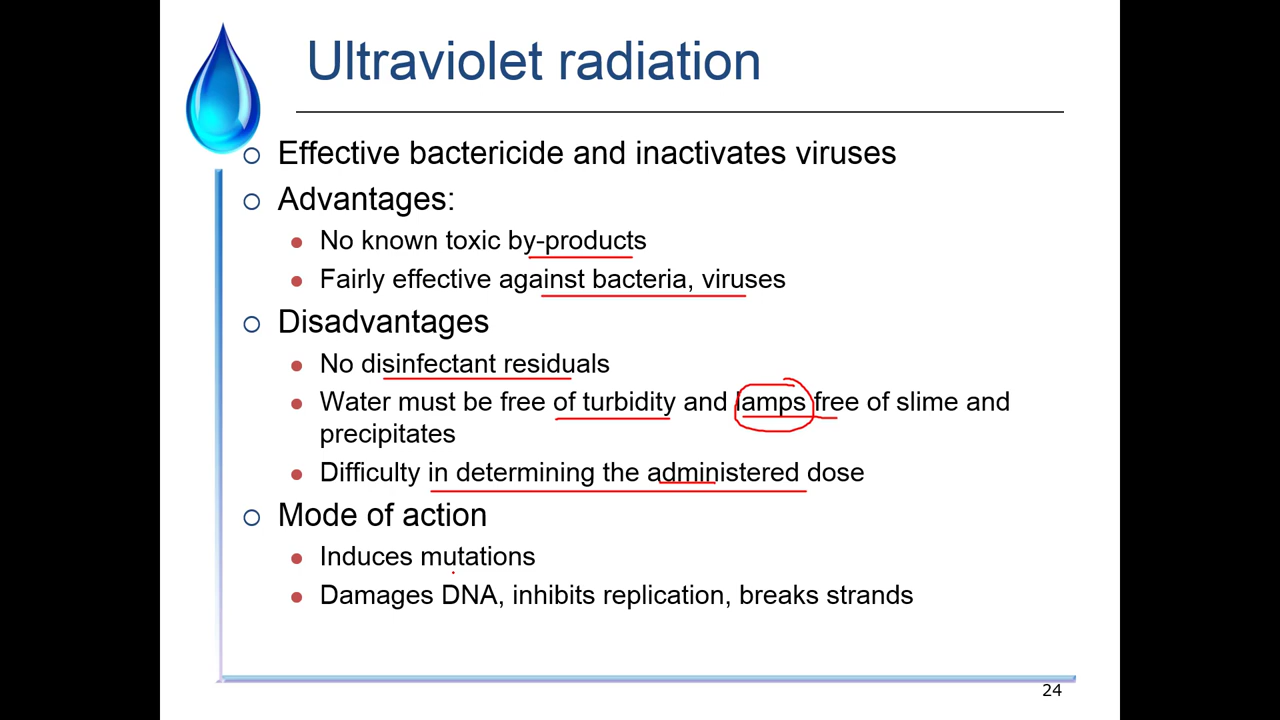 Ultraviolet radiation
Effective bactericide and inactivates viruses
Advantages:
No known toxic by-products
Fairly effective against bacteria, viruses
Disadvantages
No disinfectant residuals
Water must be free of turbidity and lamps free of slime and
precipitates
Difficulty in determining the administered dose
Mode of action
Induces mutations
Damages DNA, inhibits replication, breaks strands
24